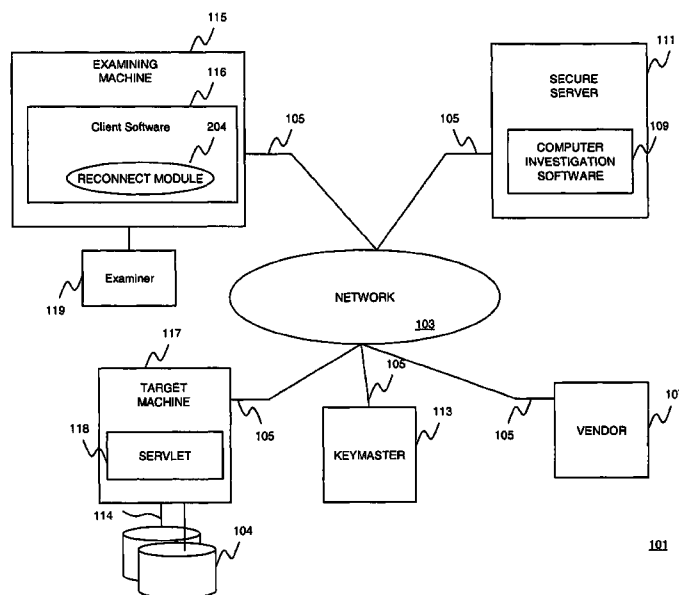 115
EXAMINING
MACHINE
116
Client Software
204
RECONNECT MODULE
105
105
111
SECURE
SERVER
109
COMPUTER
INVESTIGATION
SOFTWARE
Examiner
119
NETWORK
103
117
TARGET
MACHINE
118
SERVLET
105
105
113
KEYMASTER
105
107
VENDOR
114
104
101